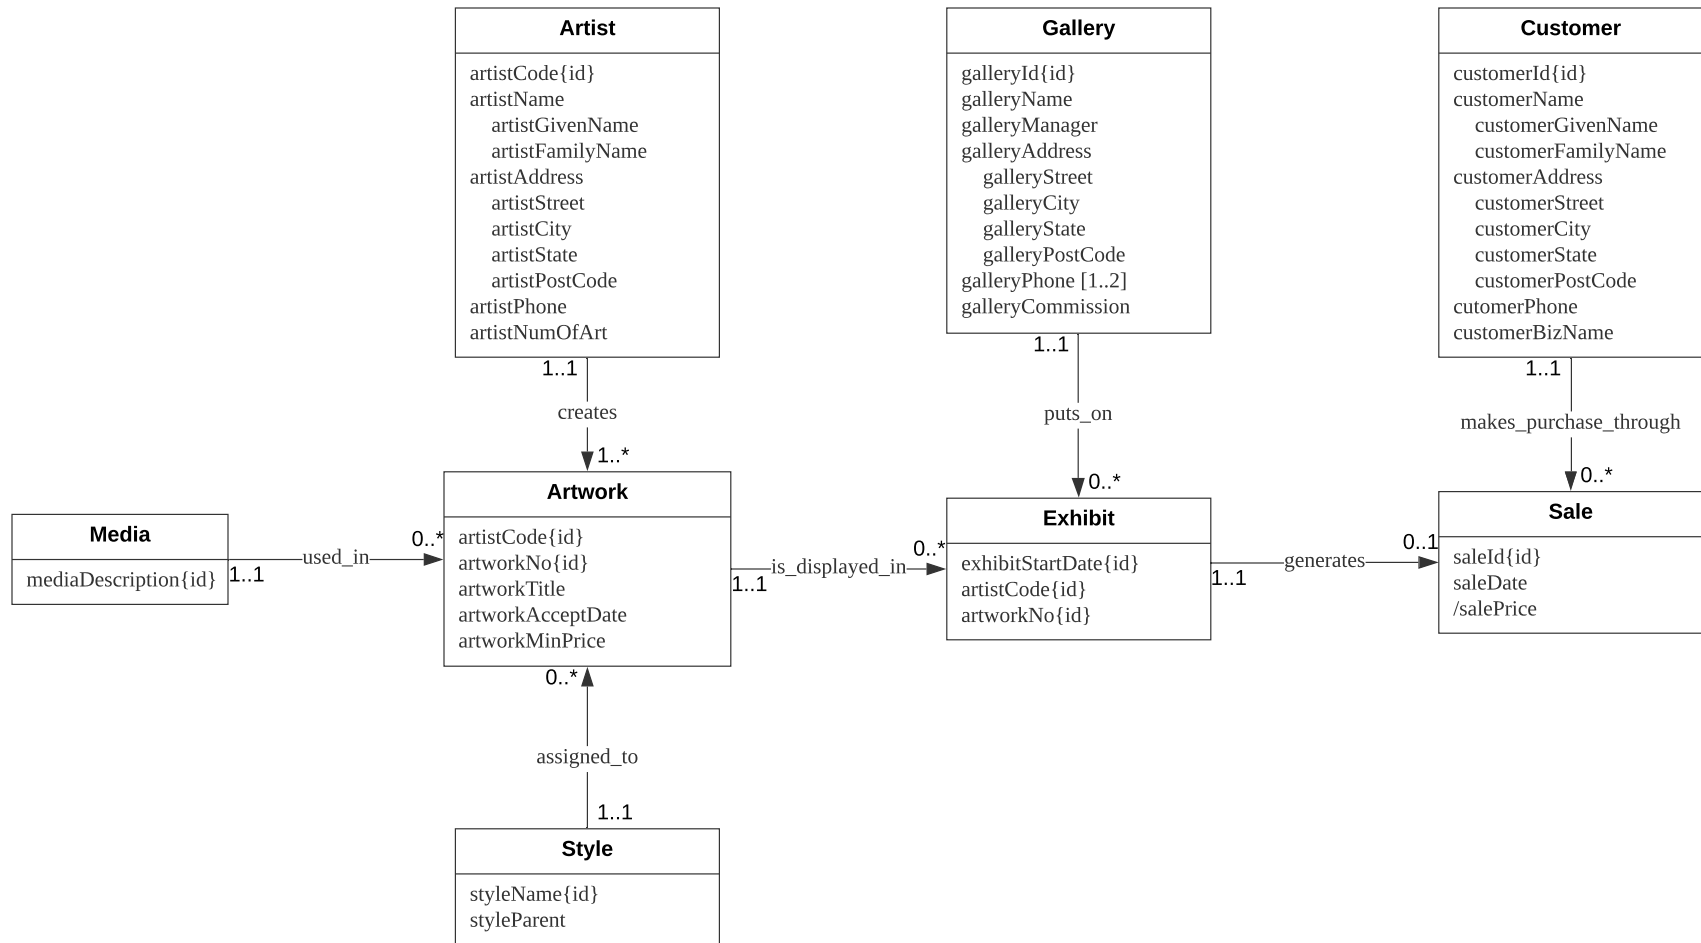 Artist
artistCode{id}
artistName
artistGivenName
artistFamilyName
artistAddress
artistStreet
artistCity
artistState
artistPostCode
artistPhone
artistNumOfArt
Gallery
galleryId{id}
galleryName
galleryManager
galleryAddress
galleryStreet
galleryCity
galleryState
galleryPostCode
galleryPhone [1..2]
galleryCommission
Customer
customerId{id}
customerName
customerGivenName
customerFamilyName
customerAddress
customerStreet
customerCity
customerState
customerPostCode
cutomerPhone
customerBizName
1..1
creates
1..*
1..1
puts_on
0..*
1..1
makes_purchase_through
0..*
Media
mediaDescription{id}
1..1
used_in
0..*
Artwork
artistCode{id}
artworkNo{id}
artworkTitle
artworkAcceptDate
artworkMinPrice
1..1
is_displayed_in
0..*
Exhibit
exhibitStartDate{id}
artistCode{id}
artworkNo{id}
1..1
generates
0..1
Sale
saleId{id}
saleDate
/salePrice
0..*
assigned_to
1..1
Style
styleName{id}
styleParent